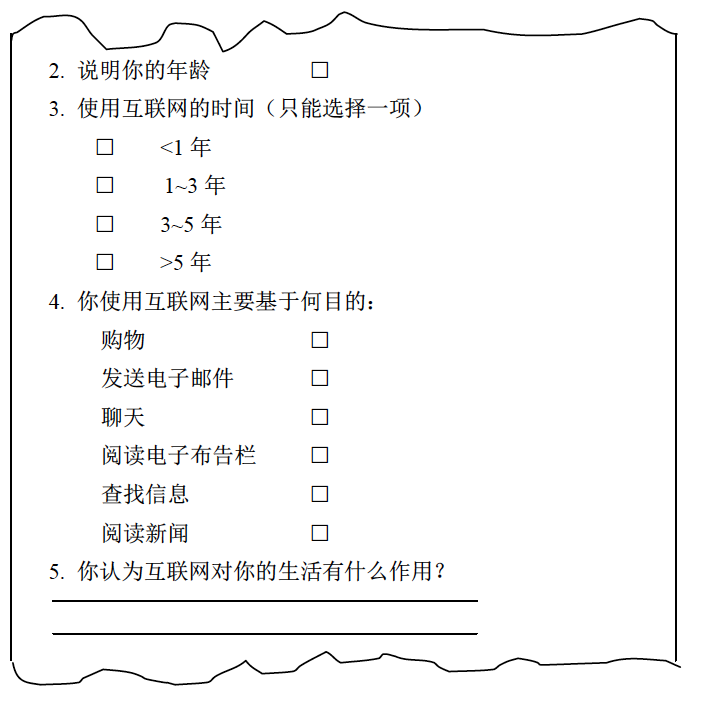 2. 说明你的年龄 □
3. 使用互联网的时间（只能选择一项）
□ <1 年
□ 1~3 年
□ 3~5 年
□ >5 年
4. 你使用互联网主要基于何目的：
购物 □
发送电子邮件 □
聊天 □
阅读电子布告栏 □
查找信息 □
阅读新闻 □
5. 你认为互联网对你的生活有什么作用？